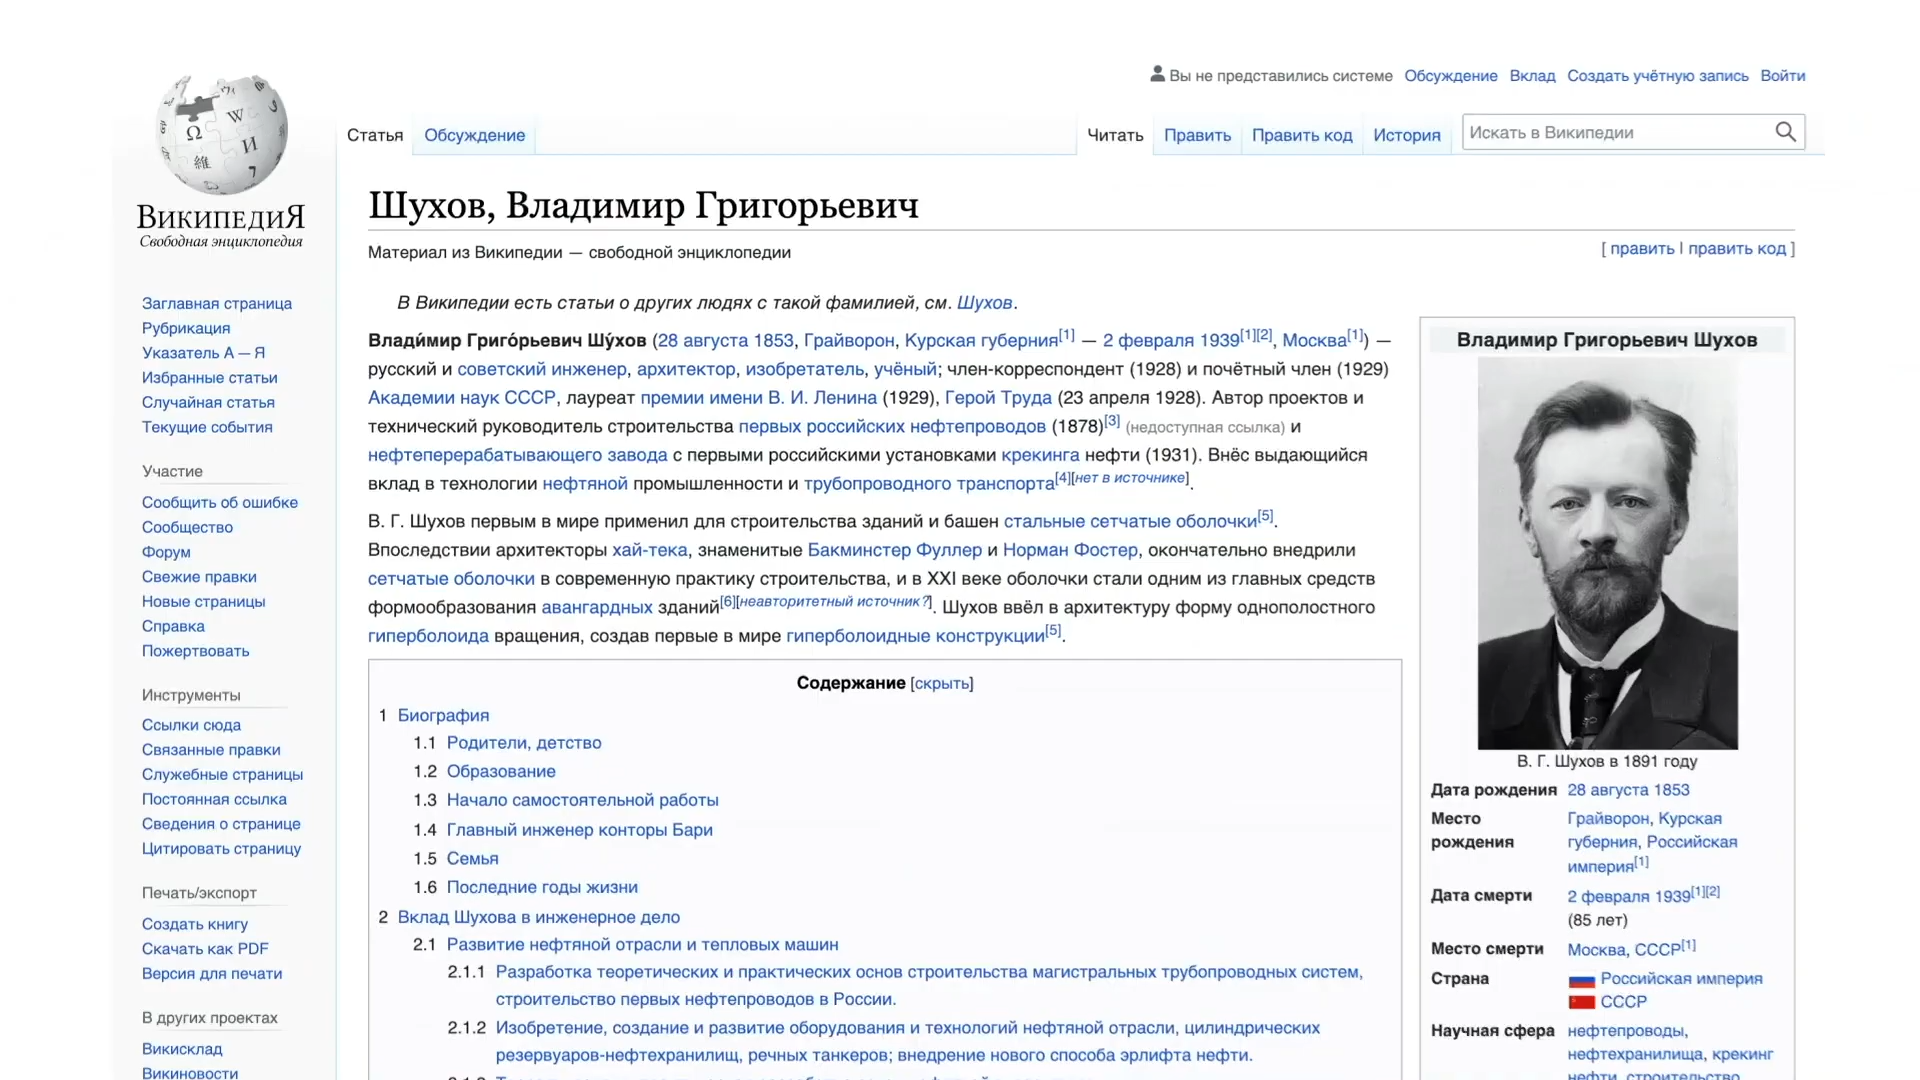 Вы не представились системе Обсуждение Вклад Создать учётную запись Войти
Статья Обсуждение Читать Править Править код История Искать в Википедии
ВикипедиЯ
Свободная энциклопедия
Заглавная страница
Рубрикация
Указатель А — Я
Избранные статьи
Случайная статья
Текущие события
Участие
Сообщить об ошибке
Сообщество
Форум
Свежие правки
Новые страницы
Справка
Пожертвовать
Инструменты
Ссылки сюда
Связанные правки
Служебные страницы
Постоянная ссылка
Сведения о странице
Цитировать страницу
Печать/экспорт
Создать книгу
Скачать как PDF
Версия для печати
В других проектах
Викисклад
Викиновости
Шухов, Владимир Григорьевич
Материал из Википедии — свободной энциклопедии
[ править | править код ]
В Википедии есть статьи о других людях с такой фамилией, см. Шухов.
Влади́мир Григо́рьевич Шу́хов (28 августа 1853, Грайворон, Курская губерния[1] — 2 февраля 1939[1][2], Москва[1]) —
русский и советский инженер, архитектор, изобретатель, учёный; член-корреспондент (1928) и почётный член (1929)
Академии наук СССР, лауреат премии имени В. И. Ленина (1929), Герой Труда (23 апреля 1928). Автор проектов и
технический руководитель строительства первых российских нефтепроводов (1878)[3] (недоступная ссылка) и
нефтеперерабатывающего завода с первыми российскими установками крекинга нефти (1931). Внёс выдающийся
вклад в технологии нефтяной промышленности и трубопроводного транспорта[4][нет в источнике].
В. Г. Шухов первым в мире применил для строительства зданий и башен стальные сетчатые оболочки[5].
Впоследствии архитекторы хай-тека, знаменитые Бакминстер Фуллер и Норман Фостер, окончательно внедрили
сетчатые оболочки в современную практику строительства, и в XXI веке оболочки стали одним из главных средств
формообразования авангардных зданий[6][неавторитетный источник?]. Шухов ввёл в архитектуру форму однополостного
гиперболоида вращения, создав первые в мире гиперболоидные конструкции[5].
Содержание [скрыть]
1 Биография
1.1 Родители, детство
1.2 Образование
1.3 Начало самостоятельной работы
1.4 Главный инженер конторы Бари
1.5 Семья
1.6 Последние годы жизни
2 Вклад Шухова в инженерное дело
2.1 Развитие нефтяной отрасли и тепловых машин
2.1.1 Разработка теоретических и практических основ строительства магистральных трубопроводных систем,
строительство первых нефтепроводов в России.
2.1.2 Изобретение, создание и развитие оборудования и технологий нефтяной отрасли, цилиндрических
резервуаров-нефтехранилищ, речных танкеров; внедрение нового способа эрлифта нефти.
Владимир Григорьевич Шухов
В. Г. Шухов в 1891 году
Дата рождения 28 августа 1853
Место Грайворон, Курская
рождения губерния, Российская
империя[1]
Дата смерти 2 февраля 1939[1][2]
(85 лет)
Место смерти Москва, СССР[1]
Страна Российская империя
СССР
Научная сфера нефтепроводы,
нефтехранилища, крекинг
нефти, строительство